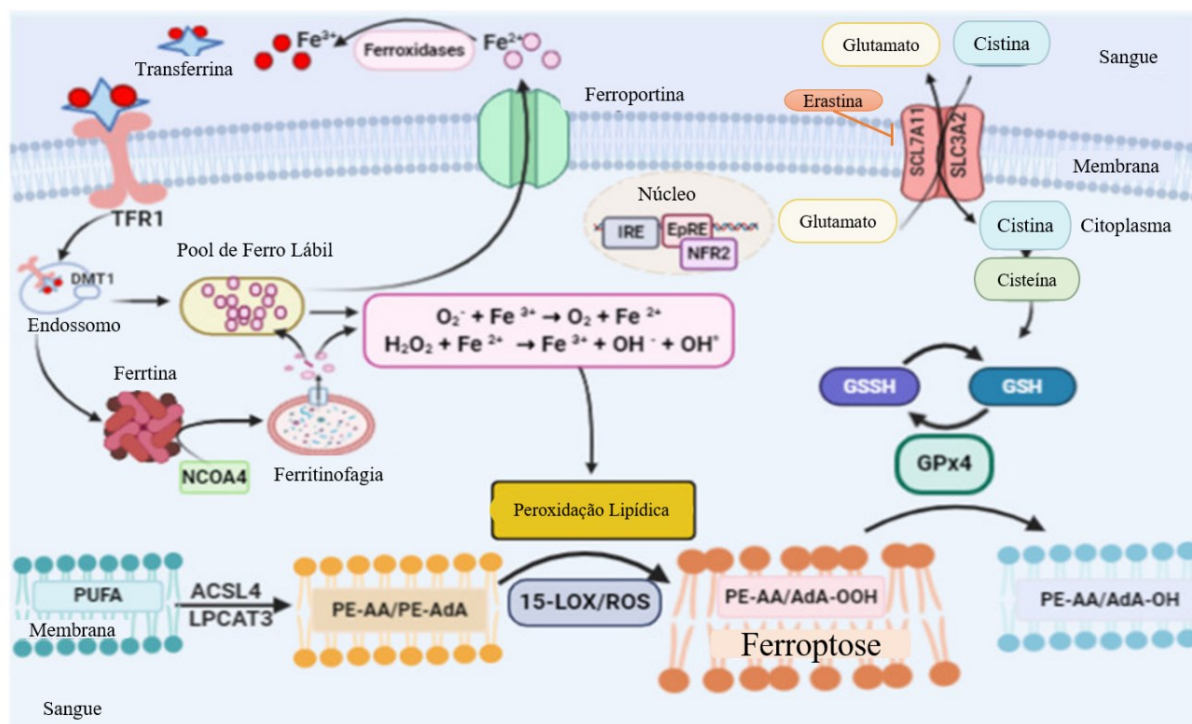 Transferrina
Fe³⁺
Ferroxidases
Fe²⁺
Glutamato
Cistina
Sangue
Ferroportina
Erastina
SCL7A11
SLC3A2
Membrana
TFR1
Núcleo
IRE
EpRE
NFR2
Glutamato
Cistina
Citoplasma
Cisteína
Pool de Ferro Lábil
DMT1
Endossomo
O₂⁻ + Fe ³⁺ → O₂ + Fe ²⁺
H₂O₂ + Fe ²⁺ → Fe ³⁺ + OH ⁻ + OH°
Ferrtina
NCOA4
Ferritinofagia
GSSH
GSH
GPx4
Peroxidação Lipídica
PUFA
Membrana
ACSL4
LPCAT3
PE-AA/PE-AdA
15-LOX/ROS
PE-AA/AdA-OOH
Ferroptose
PE-AA/AdA-OH
Sangue